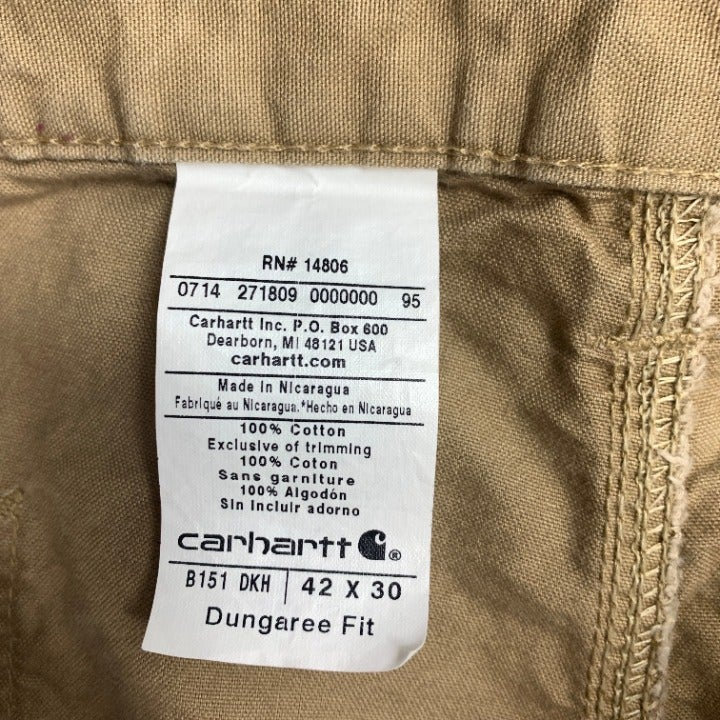 RN# 14806
0714 271809 0000000 95
Carhartt Inc. P.O. Box 600
Dearborn, MI 48121 USA
carhartt.com
Made in Nicaragua
Fabriqué au Nicaragua.*Hecho en Nicaragua
100% Cotton
Exclusive of trimming
100% Coton
Sans garniture
100% Algodón
Sin incluir adorno
carhartt ®
B151 DKH | 42 X 30
Dungaree Fit